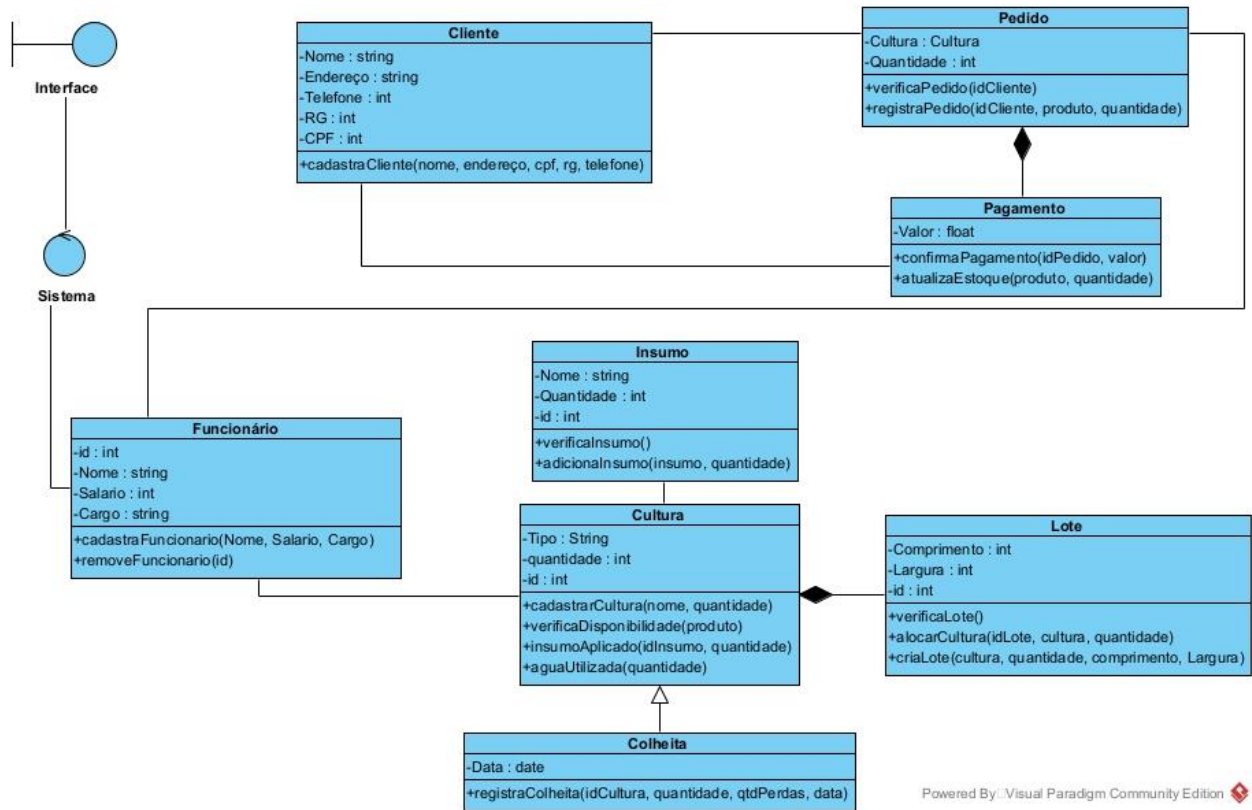 Interface
Sistema
Cliente
-Nome : string
-Endereço : string
-Telefone : int
-RG : int
-CPF : int
+cadastraCliente(nome, endereço, cpf, rg, telefone)
Pedido
-Cultura : Cultura
-Quantidade : int
+verificaPedido(idCliente)
+registraPedido(idCliente, produto, quantidade)
Pagamento
-Valor : float
+confirmaPagamento(idPedido, valor)
+atualizaEstoque(produto, quantidade)
Insumo
-Nome : string
-Quantidade : int
-id : int
+verificaInsumo()
+adicionaInsumo(insumo, quantidade)
Funcionário
-id : int
-Nome : string
-Salario : int
-Cargo : string
+cadastraFuncionario(Nome, Salario, Cargo)
+removeFuncionario(id)
Cultura
-Tipo : String
-quantidade : int
-id : int
+cadastrarCultura(nome, quantidade)
+verificaDisponibilidade(produto)
+insumoAplicado(idInsumo, quantidade)
+aguaUtilizada(quantidade)
Lote
-Comprimento : int
-Largura : int
-id : int
+verificaLote()
+alocarCultura(idLote, cultura, quantidade)
+criaLote(cultura, quantidade, comprimento, Largura)
Colheita
-Data : date
+registraColheita(idCultura, quantidade, qtdPerdas, data)
Powered By Visual Paradigm Community Edition